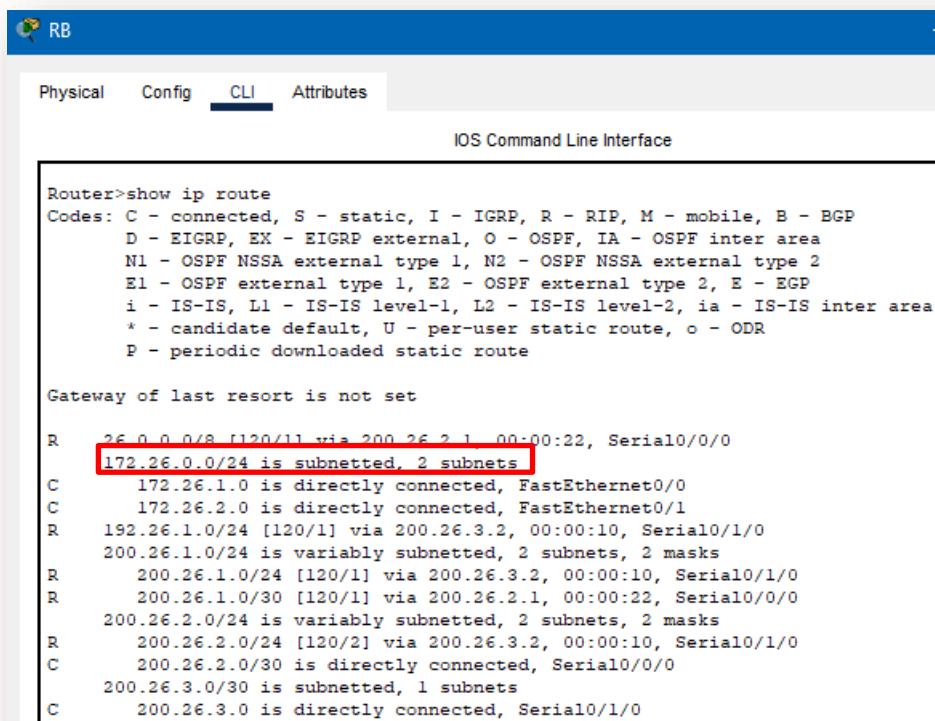 RB
Physical Config CLI Attributes
IOS Command Line Interface
Router>show ip route
Codes: C - connected, S - static, I - IGRP, R - RIP, M - mobile, B - BGP
D - EIGRP, EX - EIGRP external, O - OSPF, IA - OSPF inter area
N1 - OSPF NSSA external type 1, N2 - OSPF NSSA external type 2
E1 - OSPF external type 1, E2 - OSPF external type 2, E - EGP
i - IS-IS, L1 - IS-IS level-1, L2 - IS-IS level-2, ia - IS-IS inter area
* - candidate default, U - per-user static route, o - ODR
P - periodic downloaded static route
Gateway of last resort is not set
R 26.0.0.0/8 [120/1] via 200.26.2.1, 00:00:22, Serial0/0/0
172.26.0.0/24 is subnetted, 2 subnets
C 172.26.1.0 is directly connected, FastEthernet0/0
C 172.26.2.0 is directly connected, FastEthernet0/1
R 192.26.1.0/24 [120/1] via 200.26.3.2, 00:00:10, Serial0/1/0
200.26.1.0/24 is variably subnetted, 2 subnets, 2 masks
R 200.26.1.0/24 [120/1] via 200.26.3.2, 00:00:10, Serial0/1/0
R 200.26.1.0/30 [120/1] via 200.26.2.1, 00:00:22, Serial0/0/0
200.26.2.0/24 is variably subnetted, 2 subnets, 2 masks
R 200.26.2.0/24 [120/2] via 200.26.3.2, 00:00:10, Serial0/1/0
C 200.26.2.0/30 is directly connected, Serial0/0/0
200.26.3.0/30 is subnetted, 1 subnets
C 200.26.3.0 is directly connected, Serial0/1/0